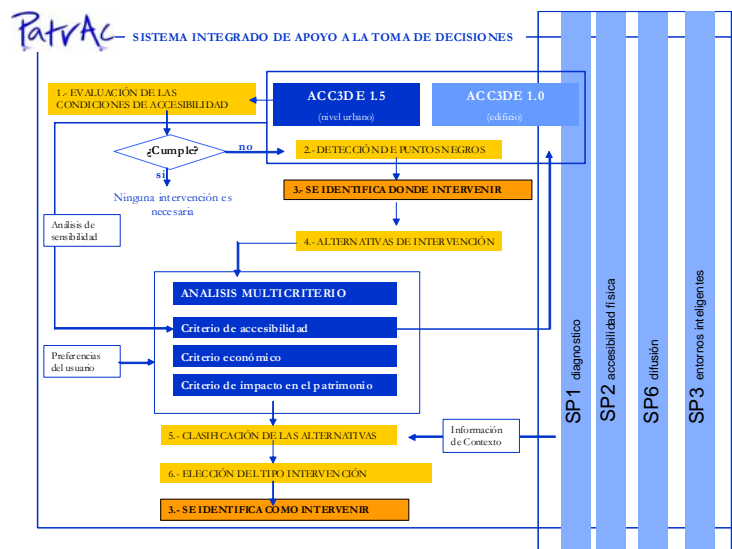 PatrAc
SISTEMA INTEGRADO DE APOYO A LA TOMA DE DECISIONES
1.- EVALUACIÓN DE LAS
CONDICIONES DE ACCESIBILIDAD
ACC3DE 1.5
(nivel urbano)
ACC3DE 1.0
(edificio)
¿Cumple?
no
si
2.- DETECCIÓN DE PUNTOS NEGROS
Ninguna intervención es
necesaria
3.- SE IDENTIFICA DONDE INTERVENIR
Análisis de
sensibilidad
4.- ALTERNATIVAS DE INTERVENCIÓN
ANALISIS MULTICRITERIO
Criterio de accesibilidad
Criterio económico
Criterio de impacto en el patrimonio
Preferencias
del usuario
5.- CLASIFICACIÓN DE LAS ALTERNATIVAS
Información
de Contexto
6.- ELECCIÓN DEL TIPO INTERVENCIÓN
3.- SE IDENTIFICA COMO INTERVENIR
SP1 diagnostico
SP2 accesibilidad física
SP6 difusión
SP3 entornos inteligentes